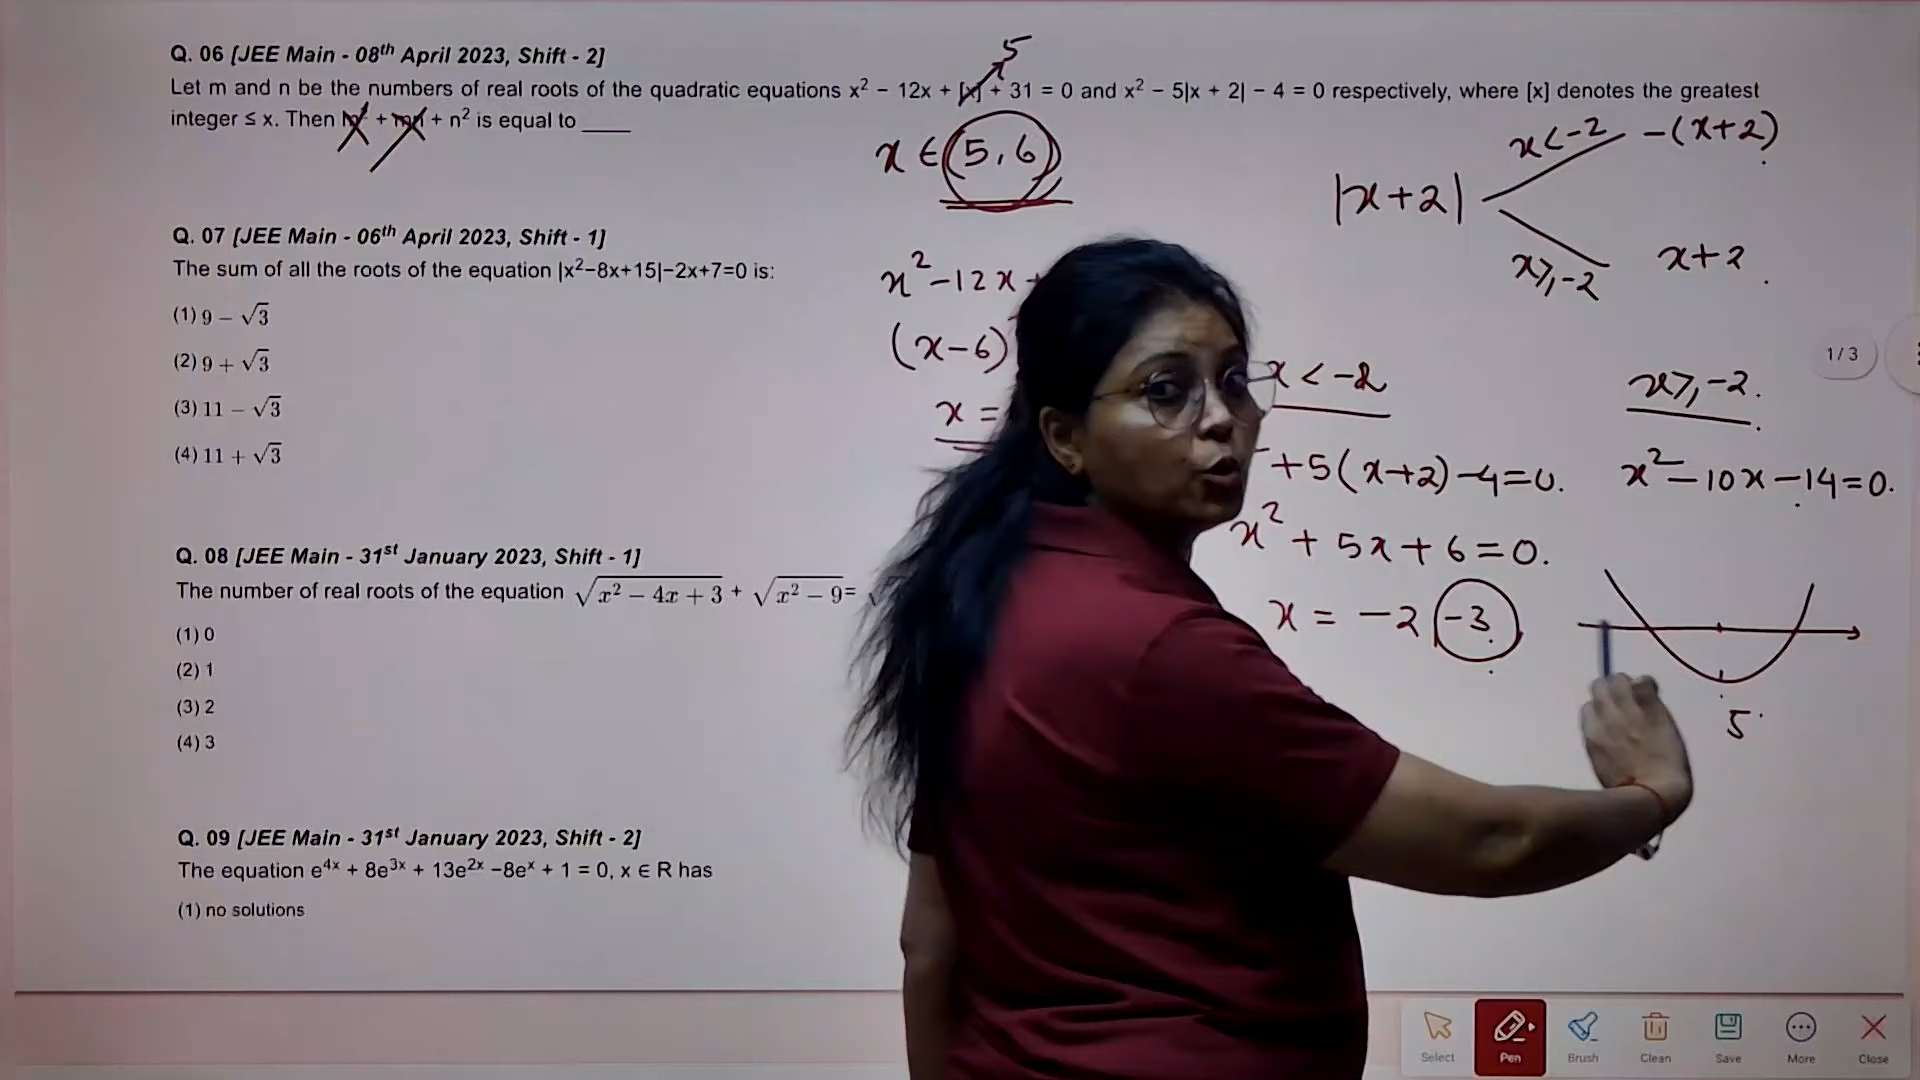 Q. 06 [JEE Main - 08th April 2023, Shift - 2]
5
Let m and n be the numbers of real roots of the quadratic equations x² − 12x + [x] + 31 = 0 and x² − 5|x + 2| − 4 = 0 respectively, where [x] denotes the greatest
integer ≤ x. Then m² + mn + n² is equal to ____
x ∈ (5, 6)
|x+2|
x<-2 -(x+2)
x≥-2 x+2
Q. 07 [JEE Main - 06th April 2023, Shift - 1]
The sum of all the roots of the equation |x²−8x+15|−2x+7=0 is:
(1) 9 − √3
(2) 9 + √3
(3) 11 − √3
(4) 11 + √3
x²-12x
(x-6)
x =
x < -2
+5(x+2)-4=0.
x² + 5x + 6 = 0.
x = -2 -3
x≥-2.
x²-10x-14=0.
5
1 / 3
Q. 08 [JEE Main - 31st January 2023, Shift - 1]
The number of real roots of the equation √(x² − 4x + 3) + √(x² − 9) =
(1) 0
(2) 1
(3) 2
(4) 3
Q. 09 [JEE Main - 31st January 2023, Shift - 2]
The equation e⁴ˣ + 8e³ˣ + 13e²ˣ −8eˣ + 1 = 0, x ∈ R has
(1) no solutions
Select Pen Brush Clean Save More Close